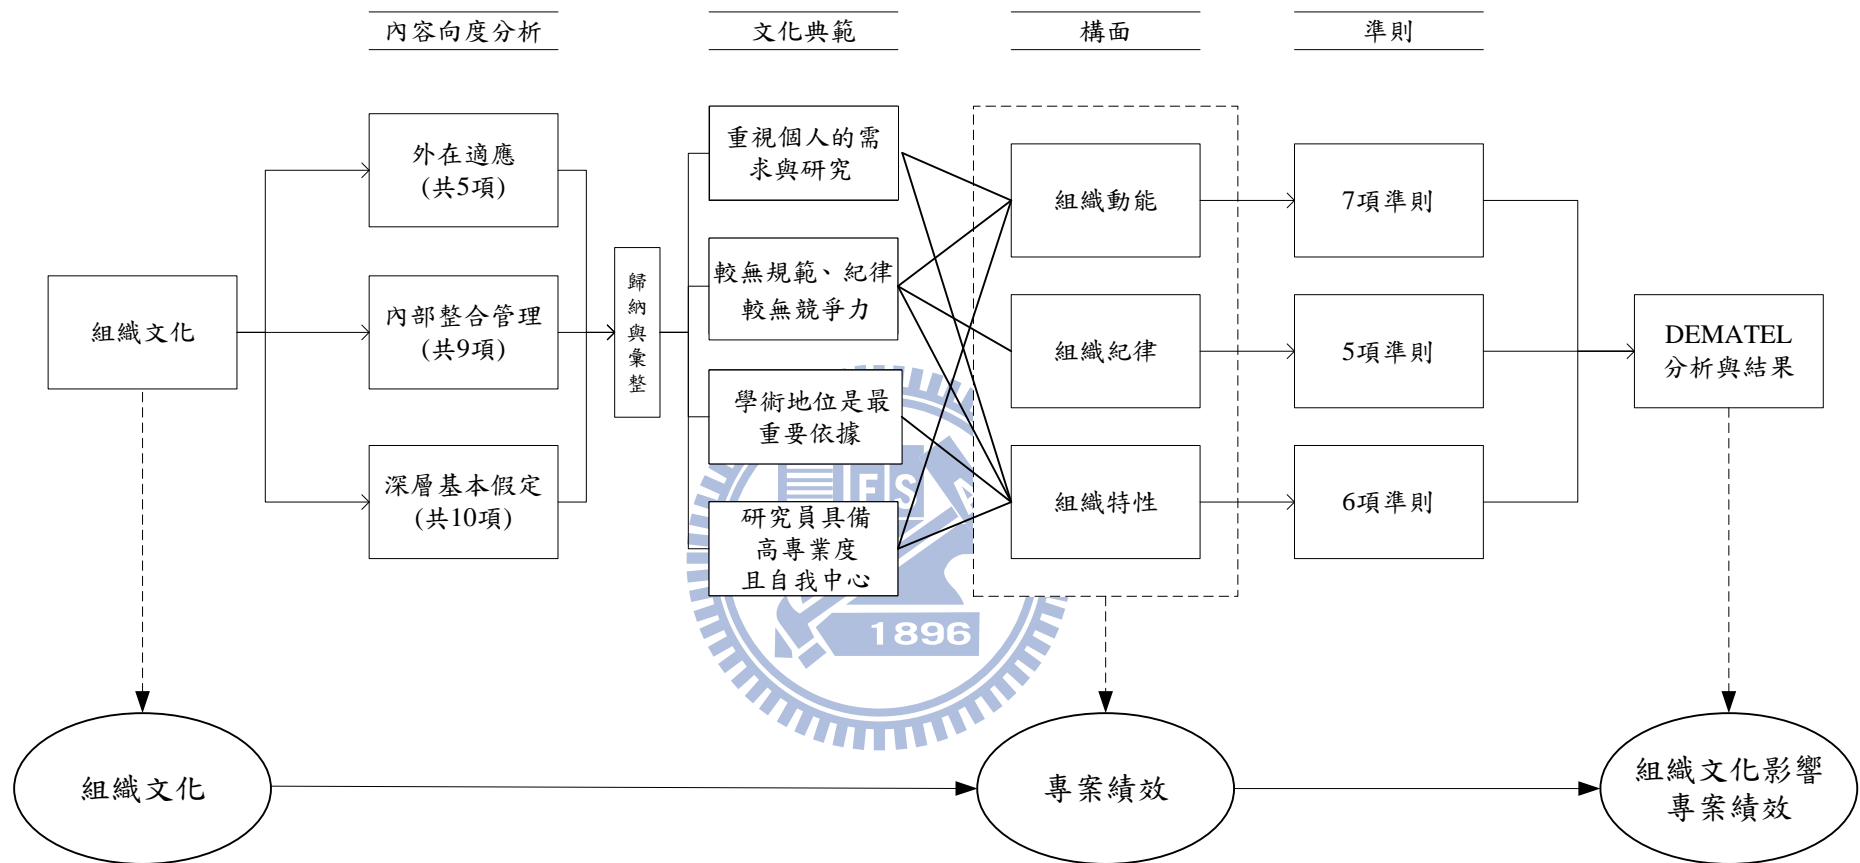 內容向度分析
文化典範
構面
準則
組織文化
外在適應
(共5項)
內部整合管理
(共9項)
深層基本假定
(共10項)
歸
納
與
彙
整
重視個人的需
求與研究
較無規範、紀律
較無競爭力
學術地位是最
重要依據
研究員具備
高專業度
且自我中心
組織動能
組織紀律
組織特性
7項準則
5項準則
6項準則
DEMATEL
分析與結果
E S A
1896
組織文化
專案績效
組織文化影響
專案績效